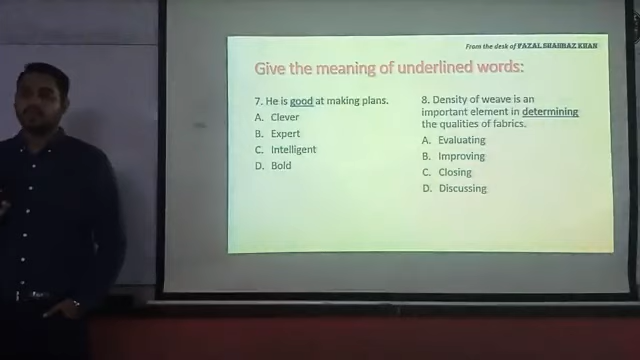 From the desk of FAZAL SHAHBAZ KHAN
Give the meaning of underlined words:
7. He is good at making plans.
A. Clever
B. Expert
C. Intelligent
D. Bold
8. Density of weave is an
important element in determining
the qualities of fabrics.
A. Evaluating
B. Improving
C. Closing
D. Discussing